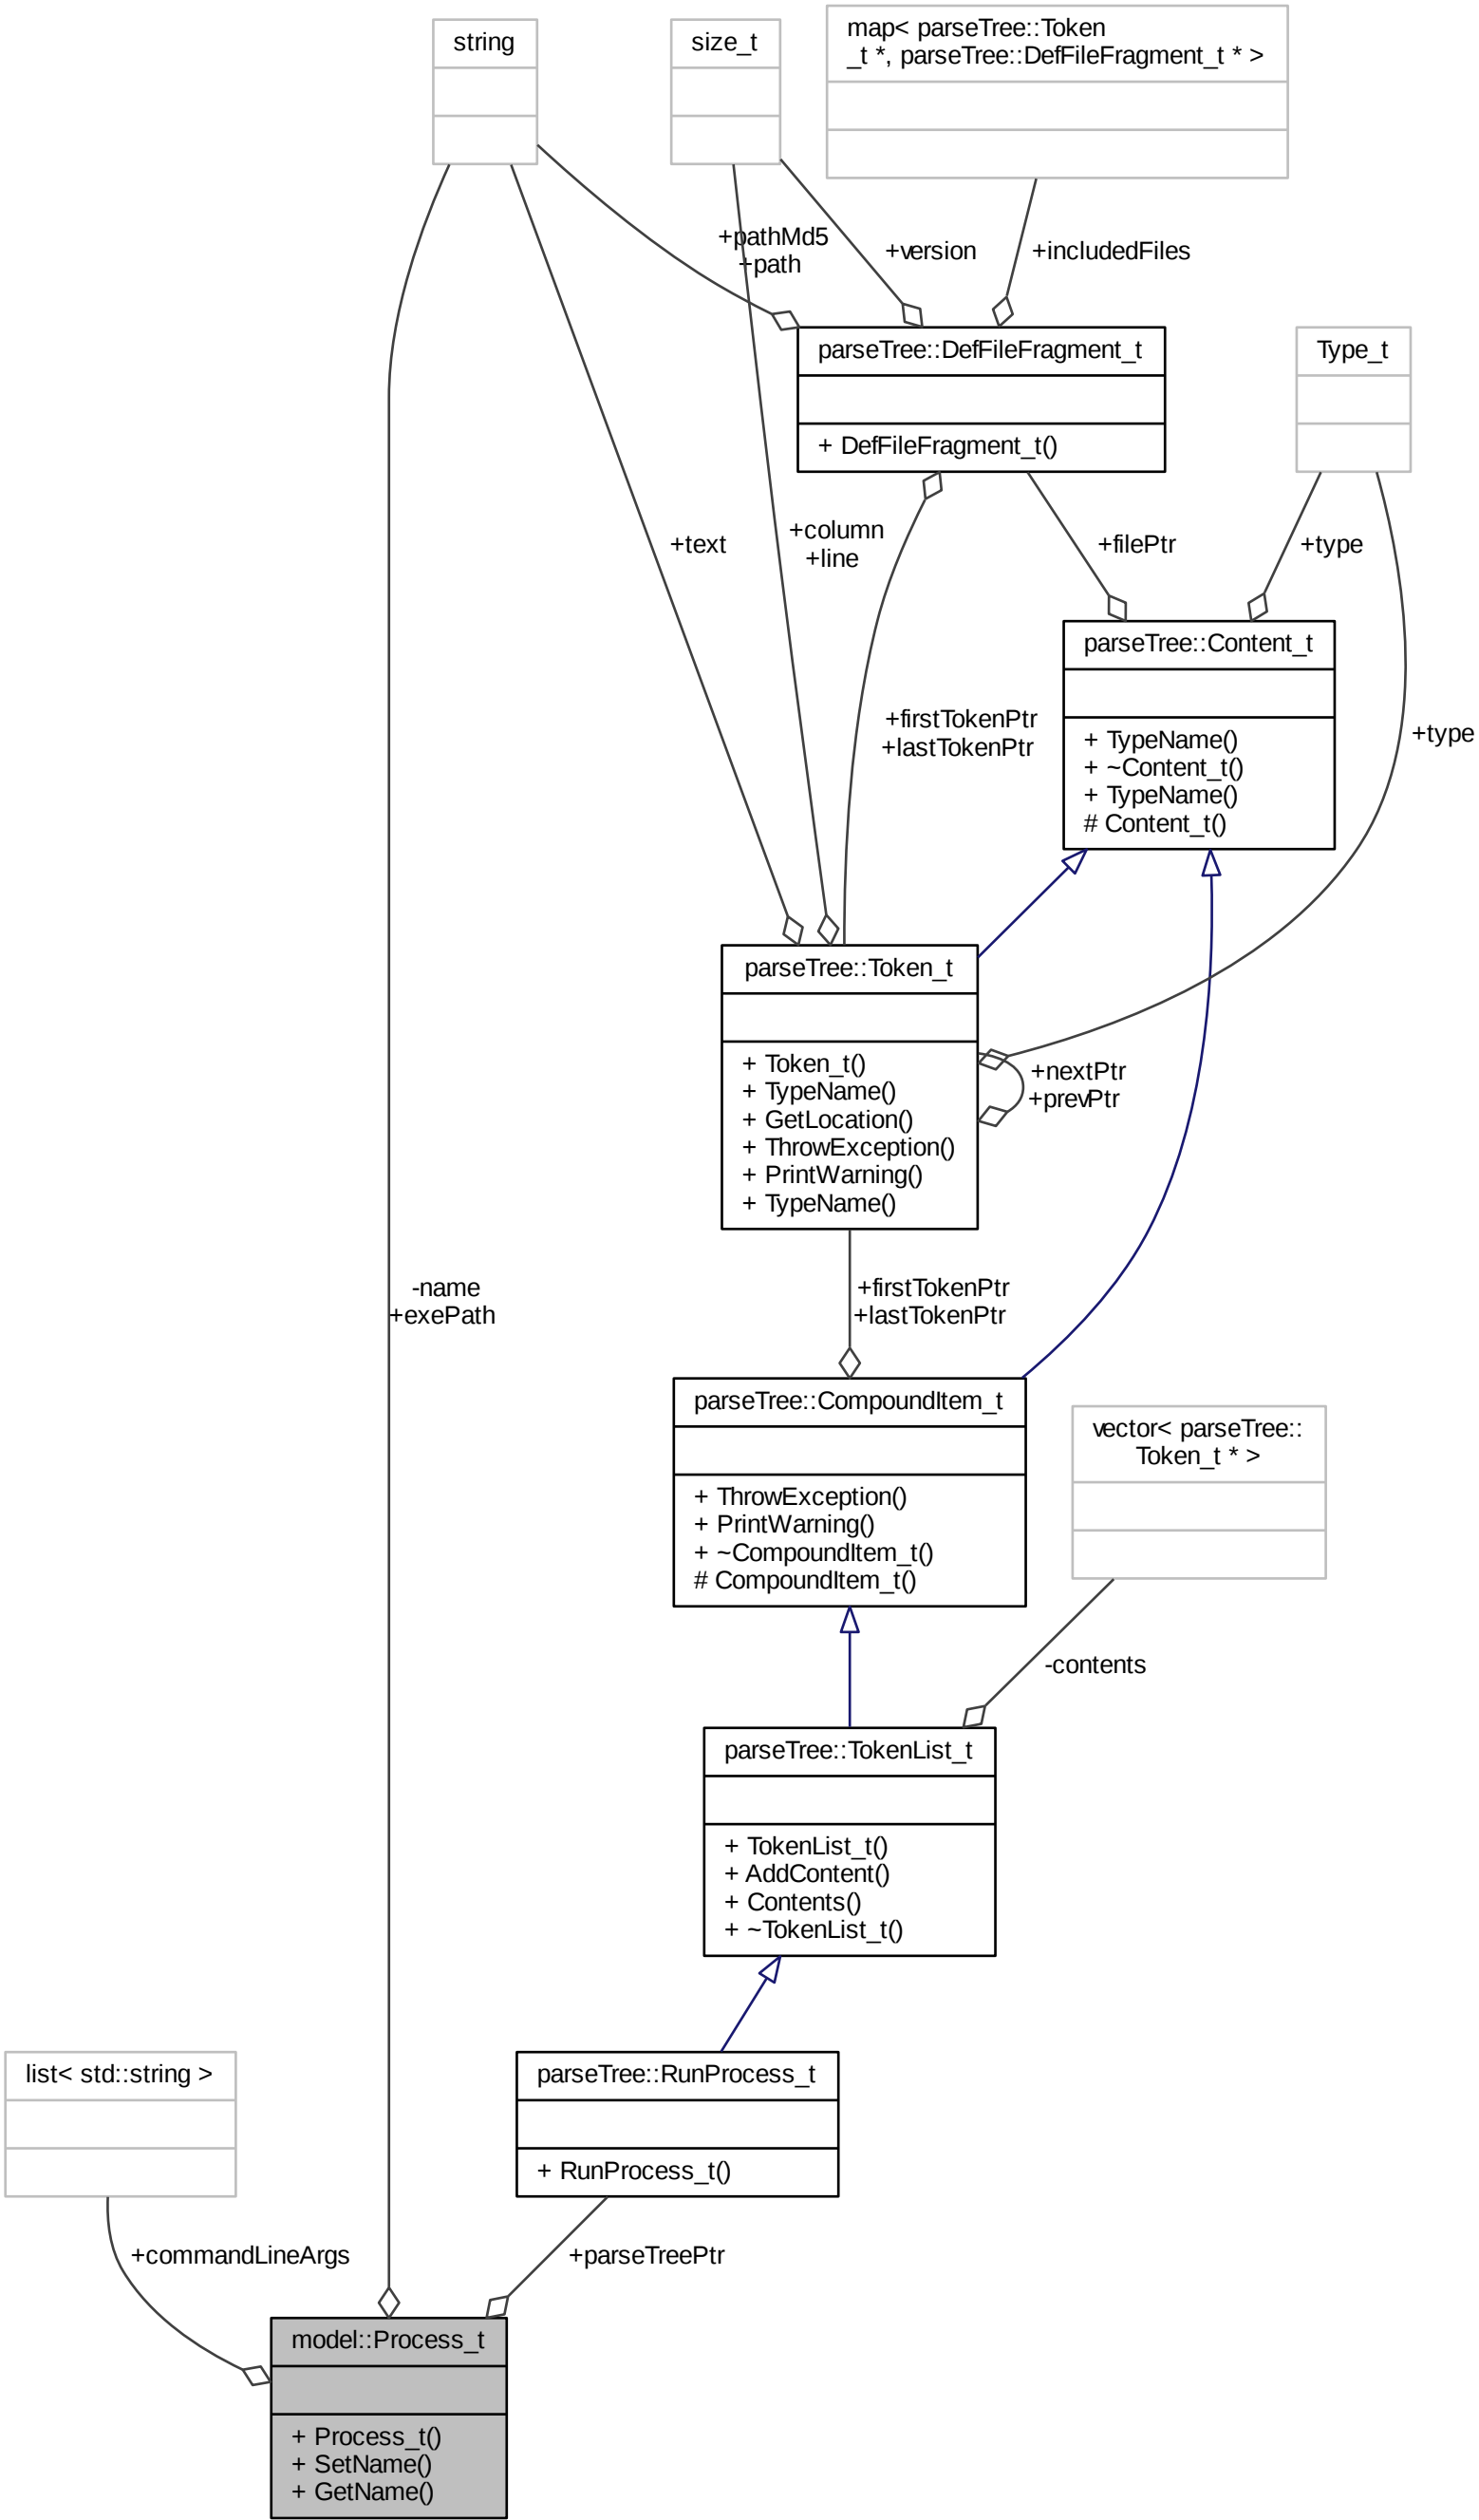 string
size_t
map< parseTree::Token
_t *, parseTree::DefFileFragment_t * >
+pathMd5
+path
+version
+includedFiles
parseTree::DefFileFragment_t
+ DefFileFragment_t()
Type_t
+text
+column
+line
+filePtr
+type
parseTree::Content_t
+ TypeName()
+ ~Content_t()
+ TypeName()
# Content_t()
+firstTokenPtr
+lastTokenPtr
+type
parseTree::Token_t
+ Token_t()
+ TypeName()
+ GetLocation()
+ ThrowException()
+ PrintWarning()
+ TypeName()
+nextPtr
+prevPtr
-name
+exePath
+firstTokenPtr
+lastTokenPtr
parseTree::CompoundItem_t
+ ThrowException()
+ PrintWarning()
+ ~CompoundItem_t()
# CompoundItem_t()
vector< parseTree::
Token_t * >
-contents
parseTree::TokenList_t
+ TokenList_t()
+ AddContent()
+ Contents()
+ ~TokenList_t()
list< std::string >
parseTree::RunProcess_t
+ RunProcess_t()
+commandLineArgs
+parseTreePtr
model::Process_t
+ Process_t()
+ SetName()
+ GetName()